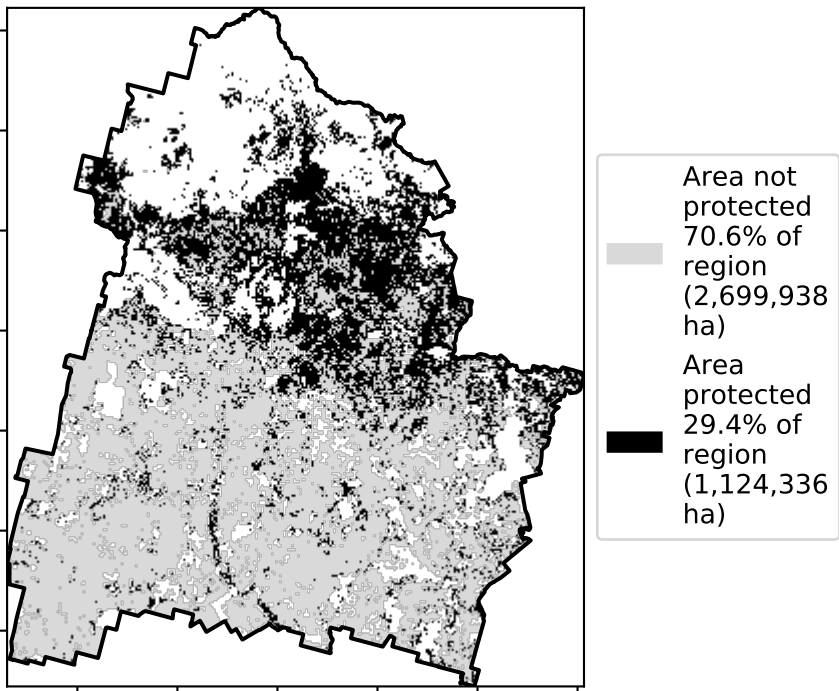 Area not
protected
70.6% of
region
(2,699,938
ha)
Area
protected
29.4% of
region
(1,124,336
ha)